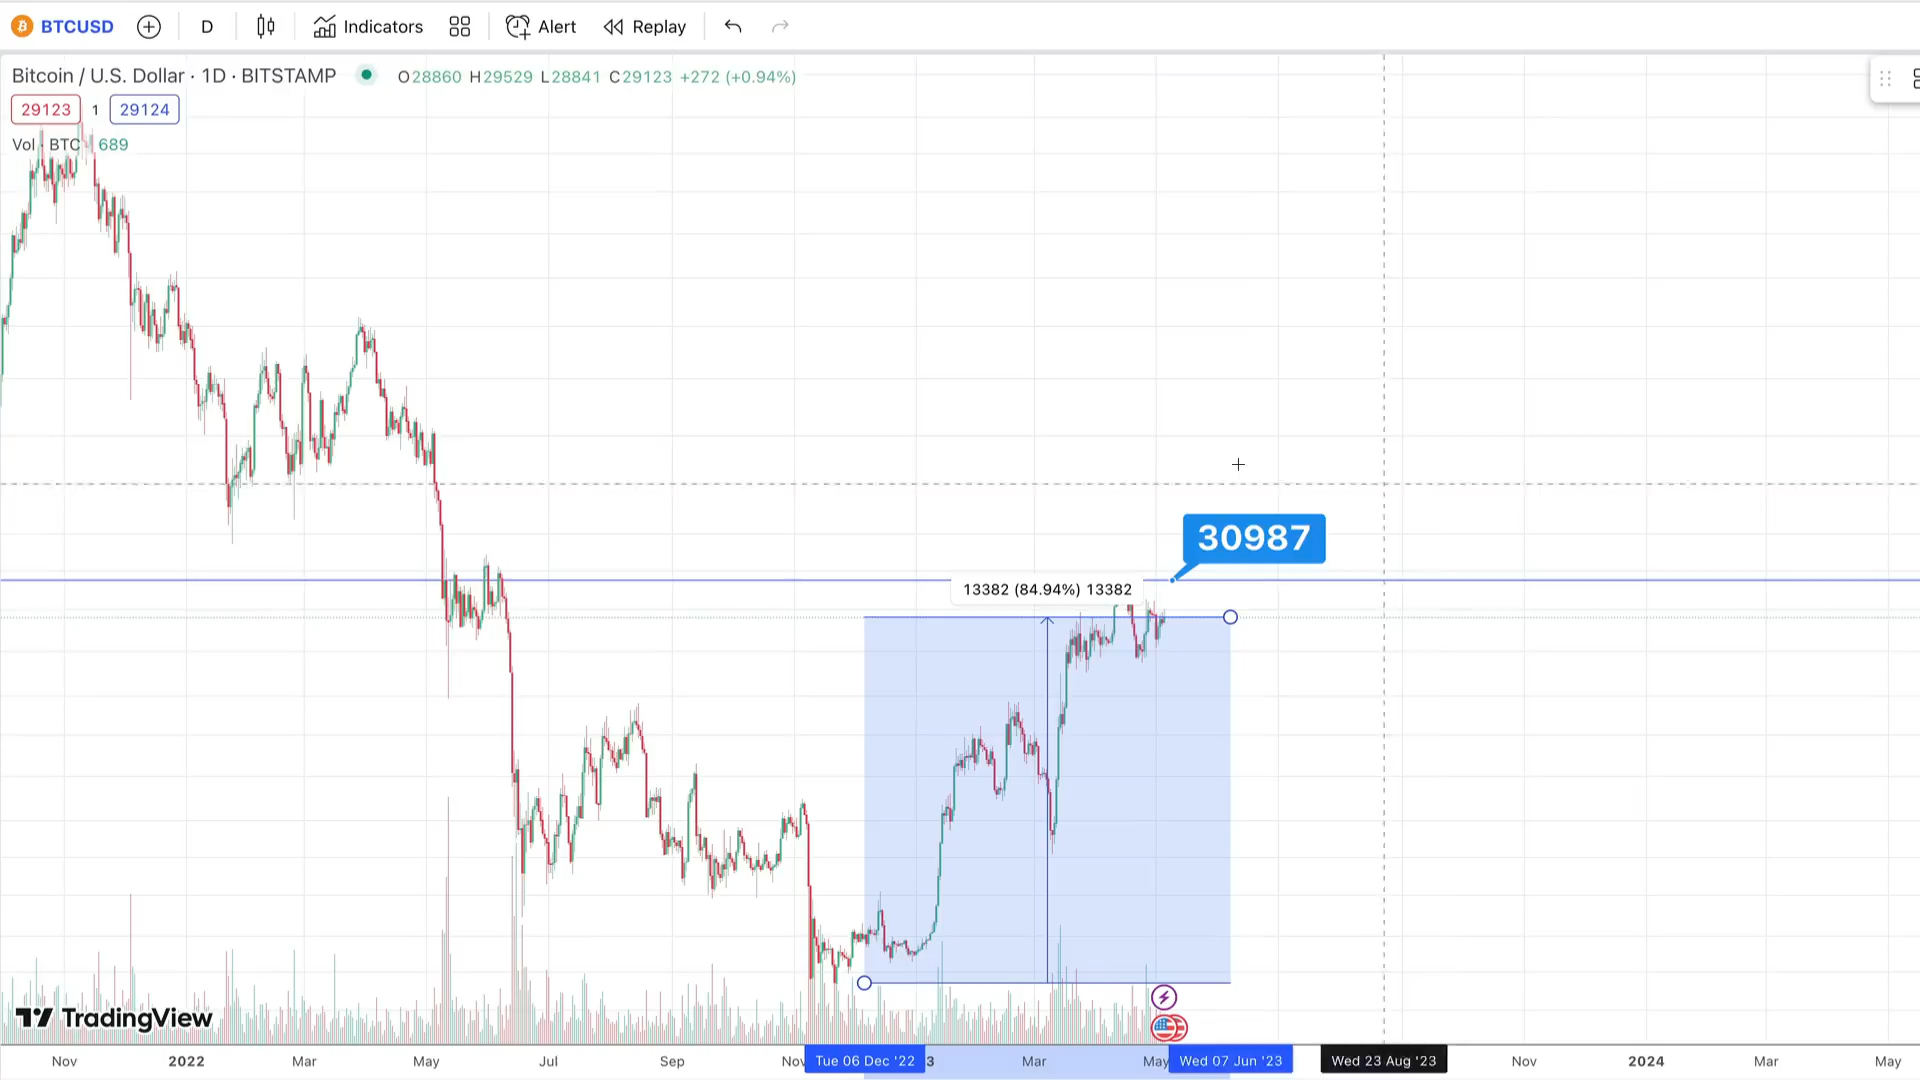 BTCUSD D Indicators Alert Replay
Bitcoin / U.S. Dollar · 1D · BITSTAMP O28860 H29529 L28841 C29123 +272 (+0.94%)
29123 1 29124
Vol · BTC 689
30987
13382 (84.94%) 13382
TradingView
Nov 2022 Mar May Jul Sep Nov Tue 06 Dec '22 3 Mar May Wed 07 Jun '23 Wed 23 Aug '23 Nov 2024 Mar May